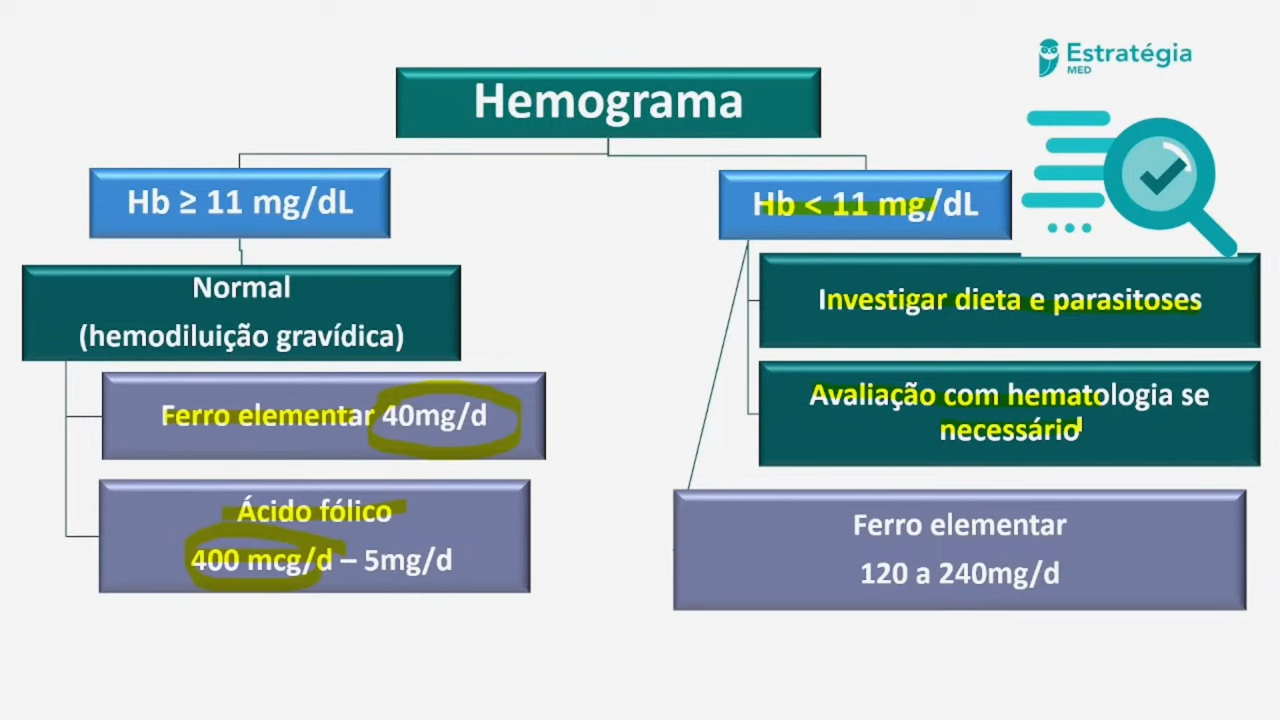 Estratégia
MED
Hemograma
Hb ≥ 11 mg/dL
Normal
(hemodiluição gravídica)
Ferro elementar 40mg/d
Ácido fólico
400 mcg/d – 5mg/d
Hb < 11 mg/dL
Investigar dieta e parasitoses
Avaliação com hematologia se
necessário
Ferro elementar
120 a 240mg/d